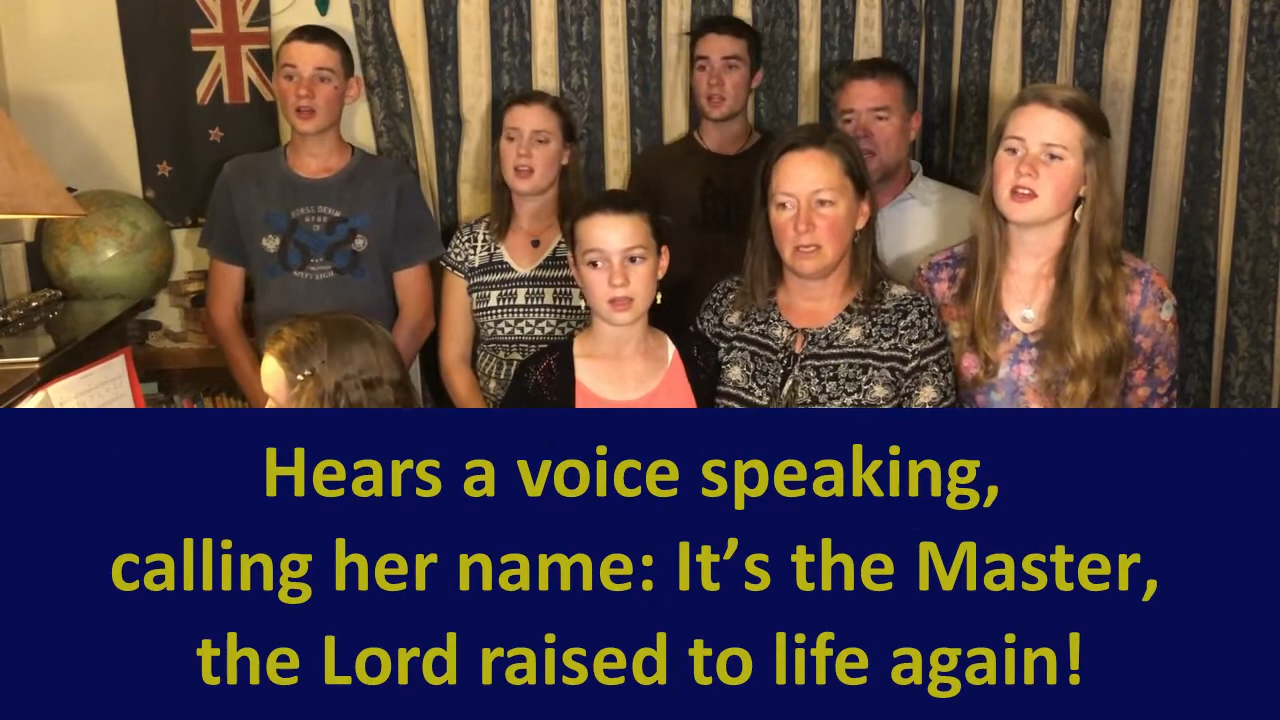 Hears a voice speaking,
calling her name: It’s the Master,
the Lord raised to life again!